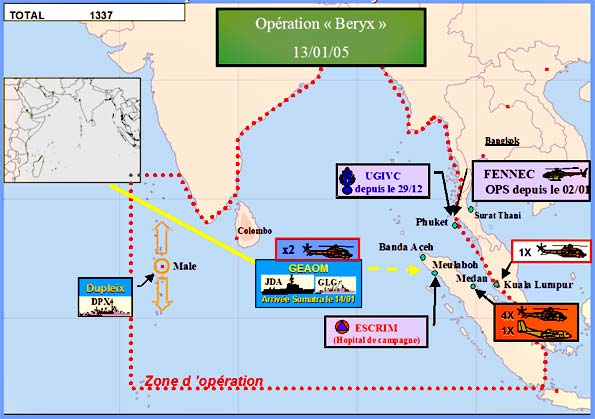 TOTAL 1337
Opération « Beryx »
13/01/05
Bangkok
UGIVC
depuis le 29/12
FENNEC
OPS depuis le 02/01
Phuket
Surat Thani
Colombo
x2
1X
Banda Aceh
GEAOM
JDA GLG
Arrivée Sumatra le 14/01
Meulaboh
Medan
Kuala Lumpur
Male
Dupleix
DPX
4X
1X
ESCRIM
(Hopital de campagne)
Zone d 'opération